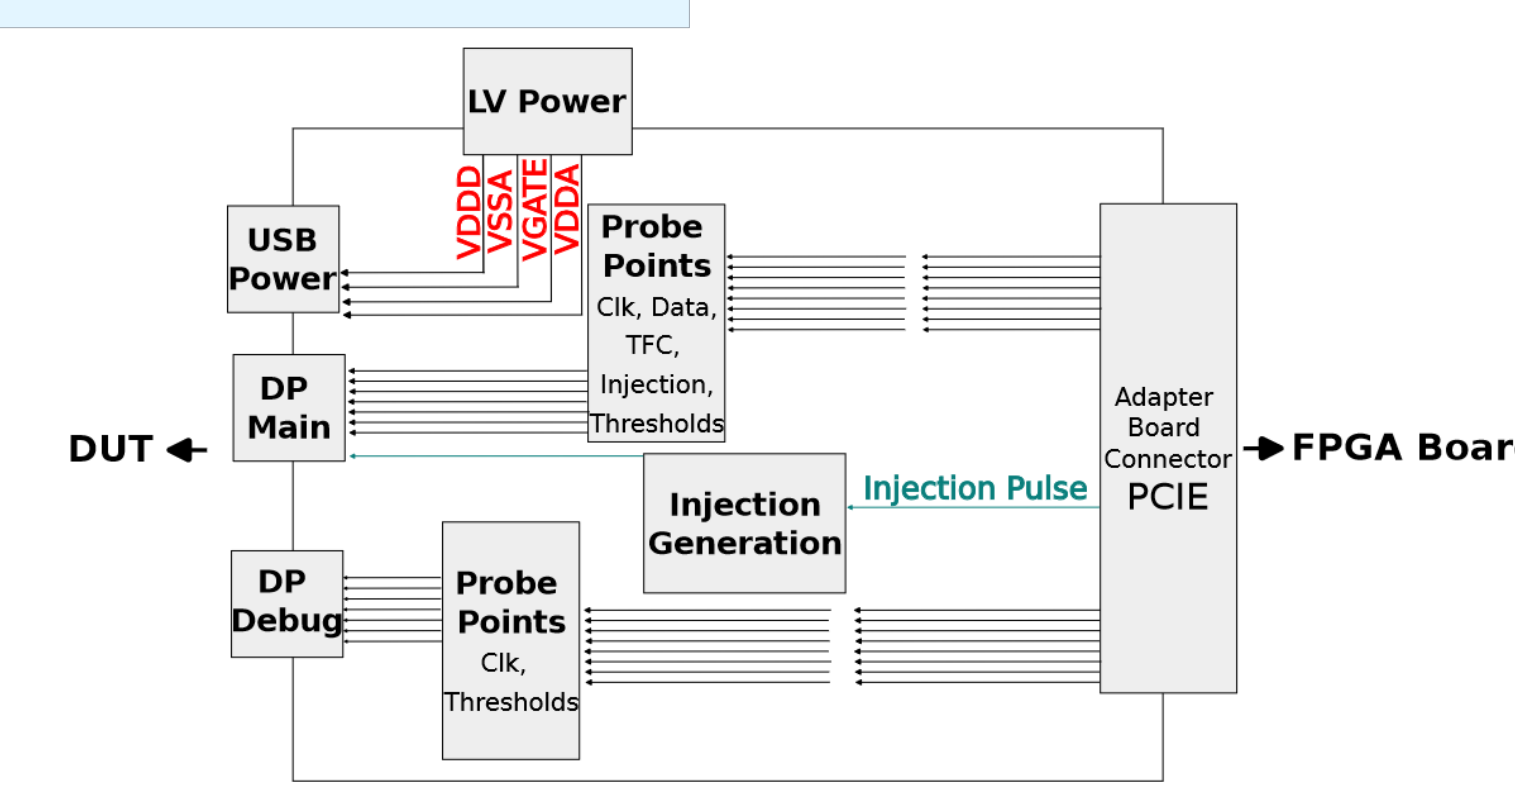 LV Power
VDDD
VSSA
VGATE
VDDA
USB
Power
Probe
Points
Clk, Data,
TFC,
Injection,
Thresholds
DP
Main
DUT
Adapter
Board
Connector
PCIE
FPGA Boar
Injection Pulse
Injection
Generation
DP
Debug
Probe
Points
Clk,
Thresholds